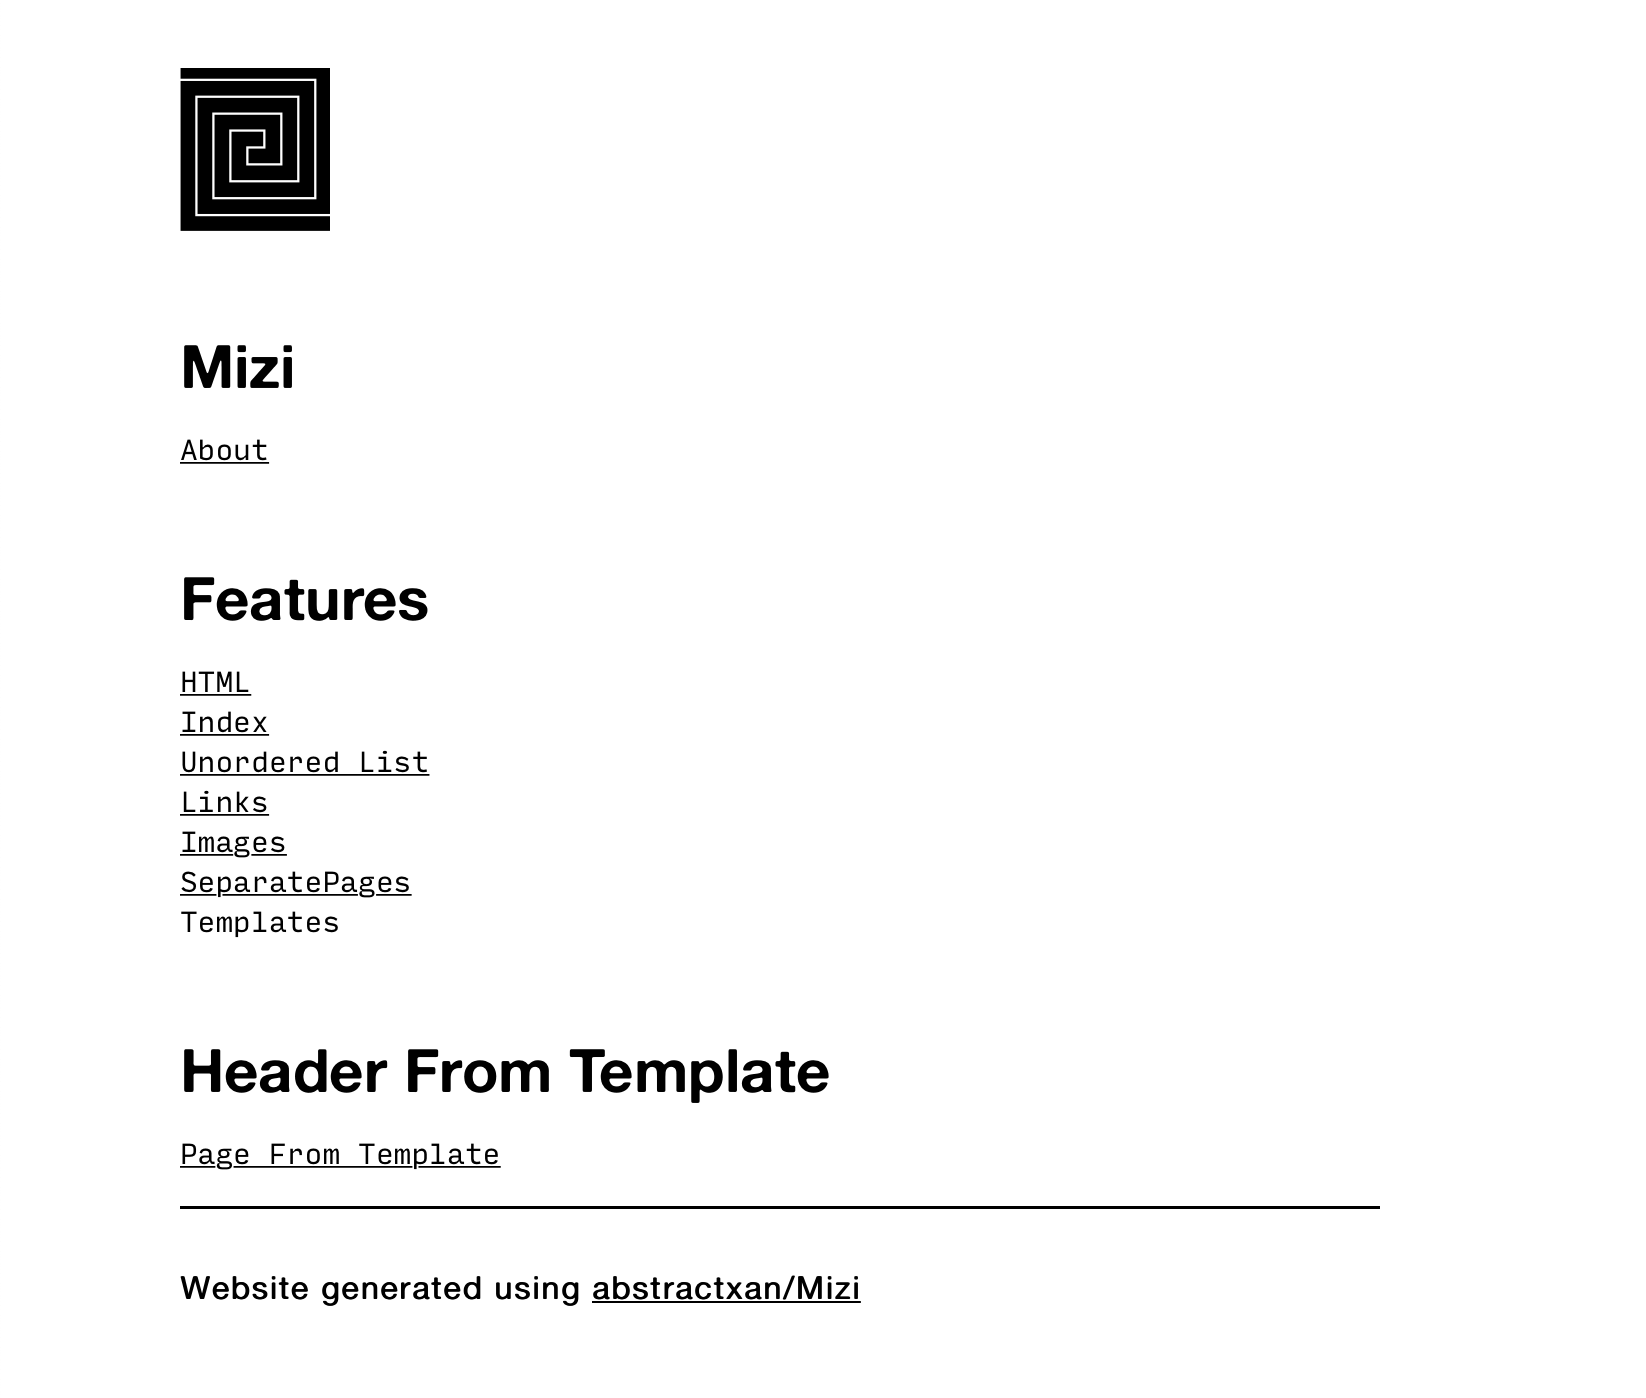 Mizi
About
Features
HTML
Index
Unordered List
Links
Images
SeparatePages
Templates
Header From Template
Page From Template
Website generated using abstractxan/Mizi